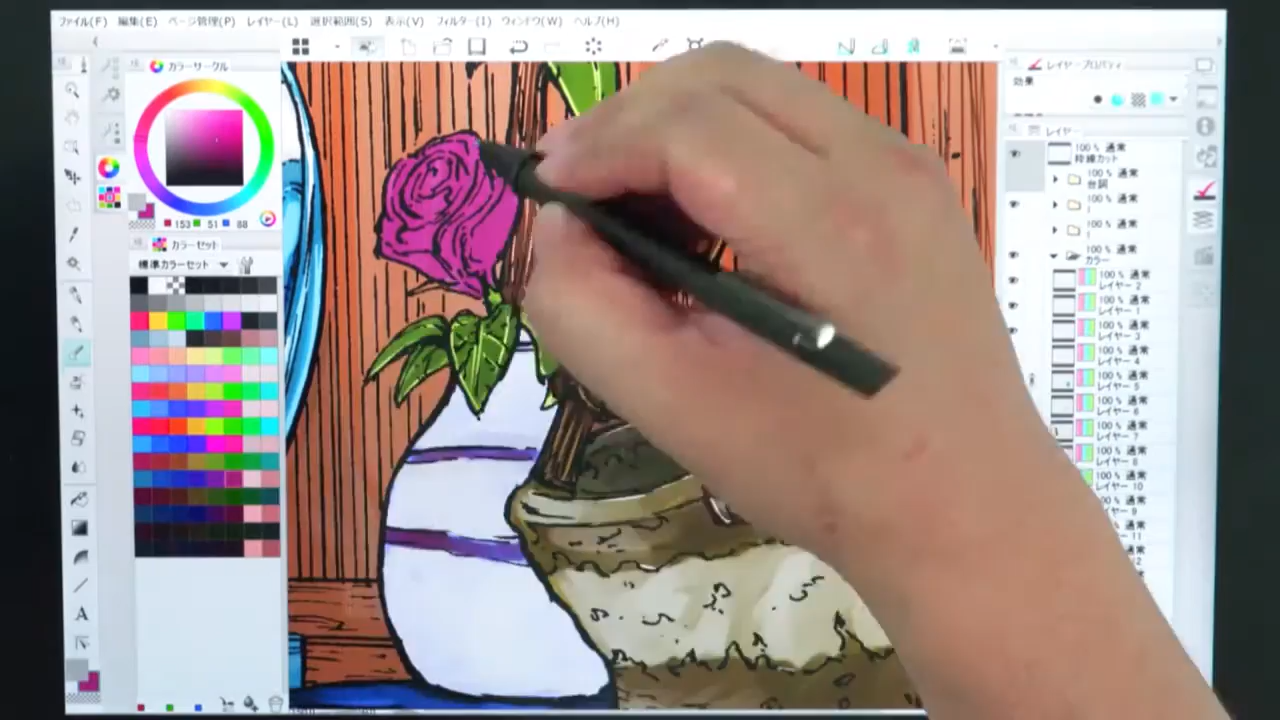 ファイル(F) 編集(E) ページ管理(P) レイヤー(L) 選択範囲(S) 表示(V) フィルター(I) ウィンドウ(W) ヘルプ(H)
カラーサークル
153 51 88
カラーセット
標準カラーセット
A
レイヤープロパティ
効果
レイヤー
100 % 通常
枠線カット
100 % 通常
台詞
100 % 通常
1
100 % 通常
1
100 % 通常
カラー
100 % 通常
レイヤー 2
100 % 通常
レイヤー 1
100 % 通常
レイヤー 3
100 % 通常
レイヤー 4
100 % 通常
レイヤー 5
100 % 通常
レイヤー 6
100 % 通常
レイヤー 7
100 % 通常
レイヤー 8
100 % 通常
レイヤー 10
100 % 通常
レイヤー 9
通常
11
通常
12